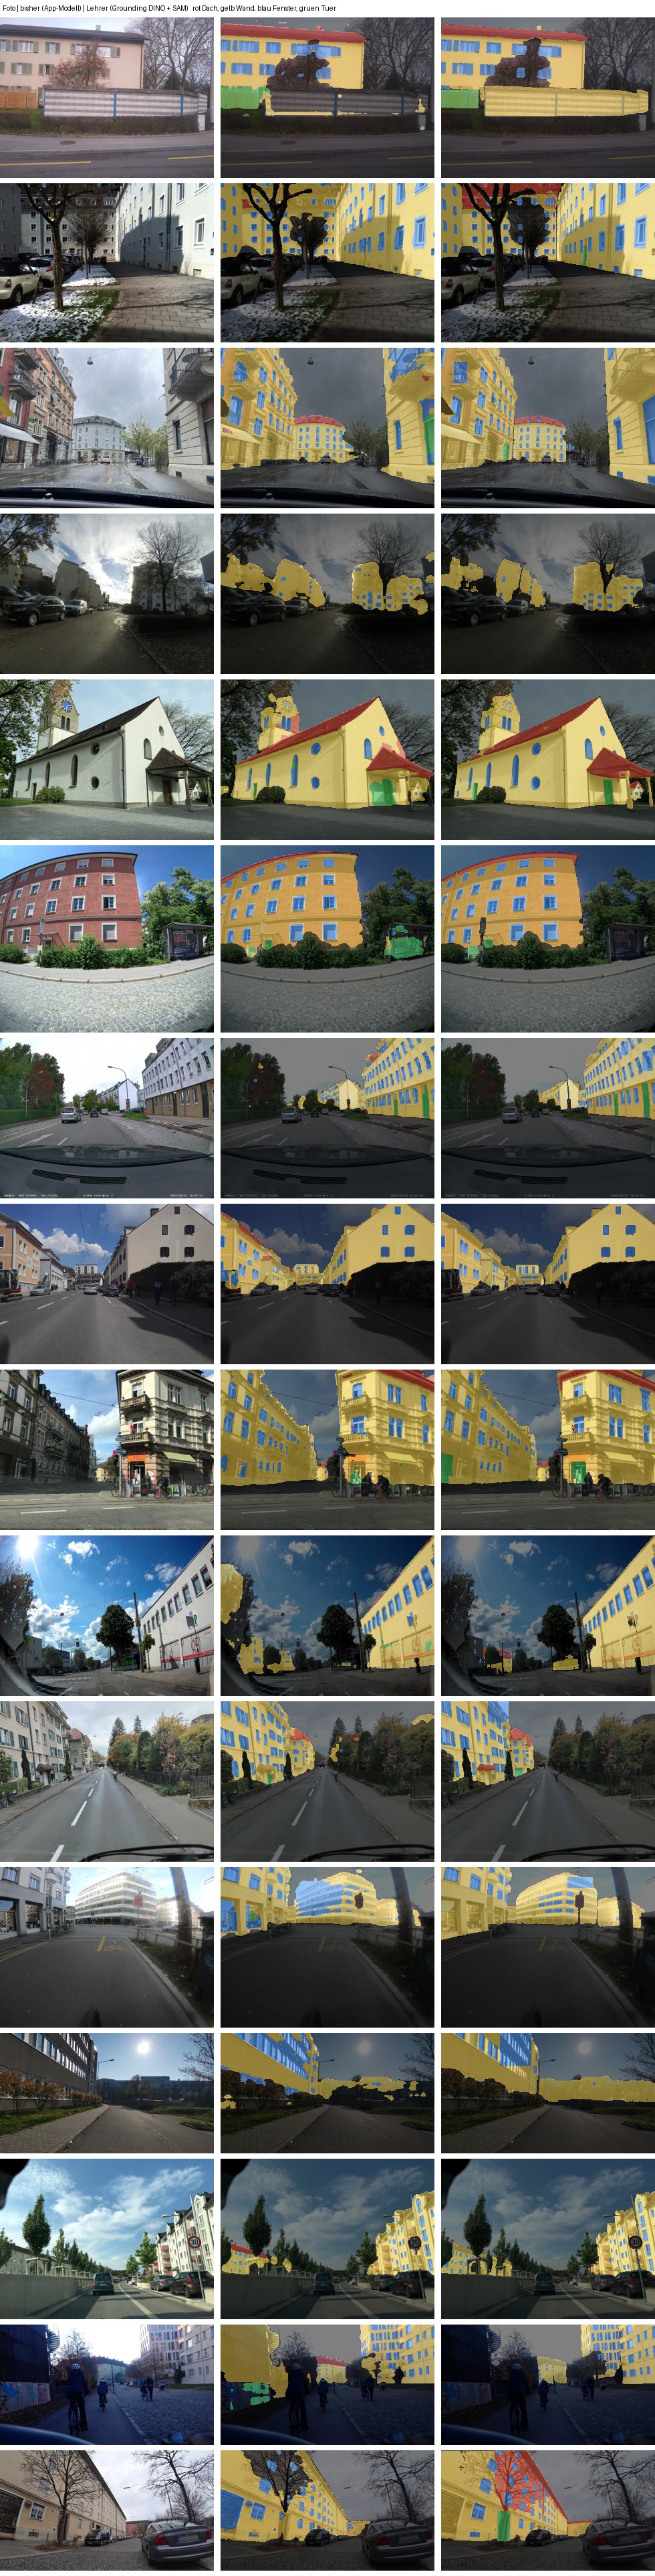 Foto | bisher (App-Modell) | Lehrer (Grounding DINO + SAM)   rot Dach, gelb Wand, blau Fenster, gruen Tuer